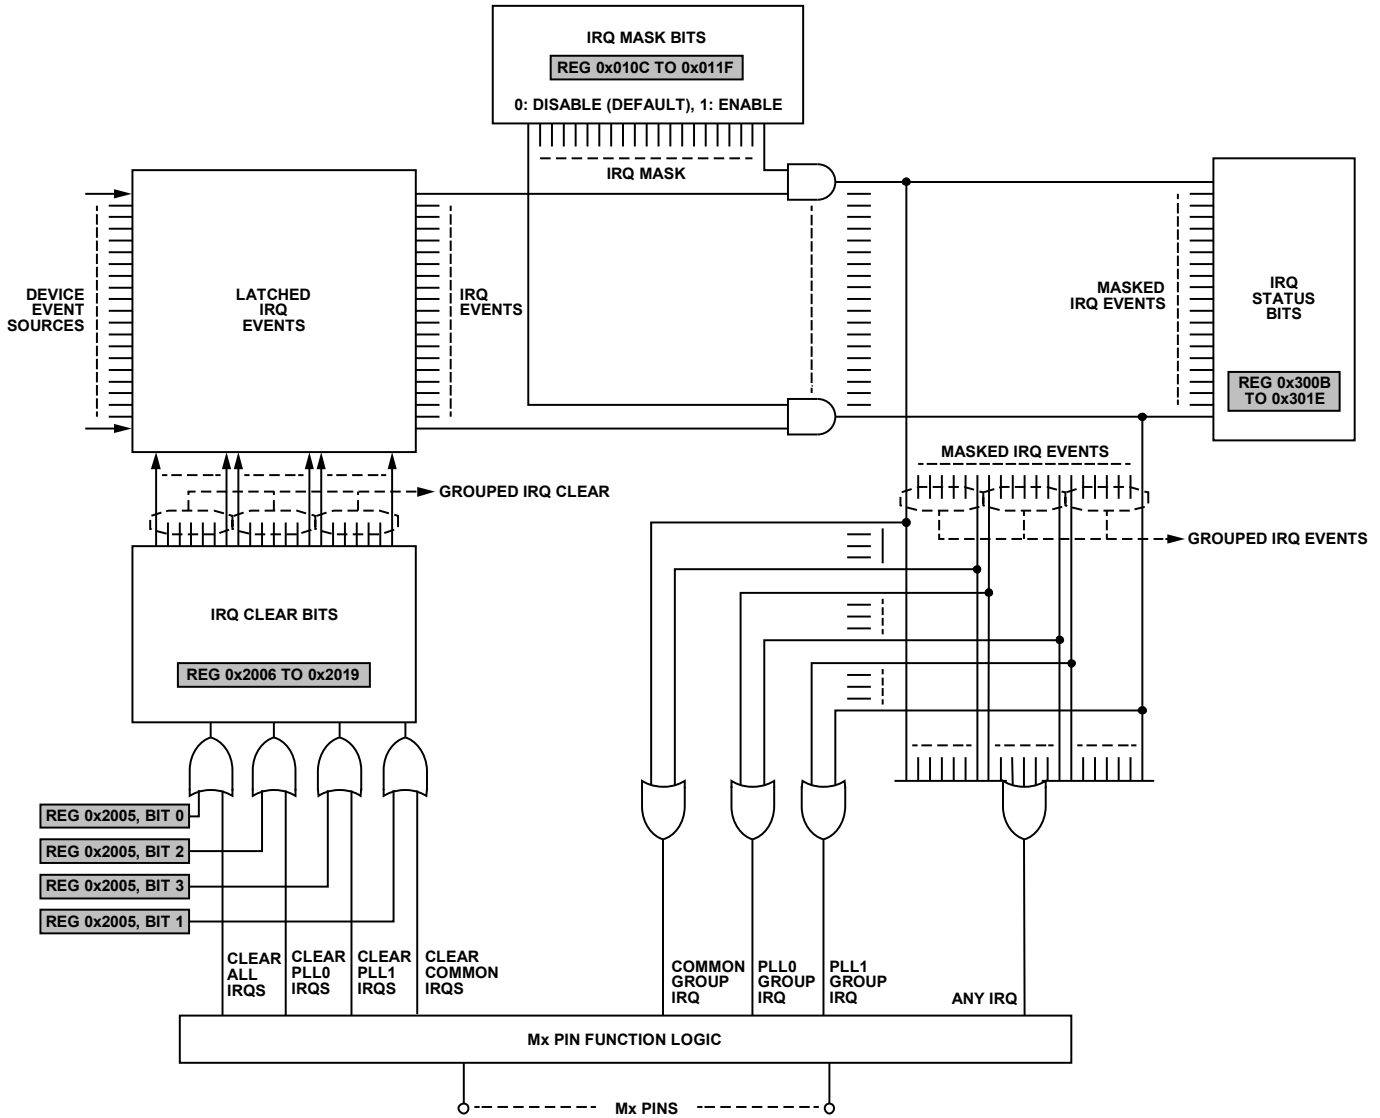 IRQ MASK BITS
REG 0x010C TO 0x011F
0: DISABLE (DEFAULT), 1: ENABLE
IRQ MASK
DEVICE
EVENT
SOURCES
LATCHED
IRQ
EVENTS
IRQ
EVENTS
MASKED
IRQ EVENTS
IRQ
STATUS
BITS
REG 0x300B
TO 0x301E
MASKED IRQ EVENTS
GROUPED IRQ CLEAR
GROUPED IRQ EVENTS
IRQ CLEAR BITS
REG 0x2006 TO 0x2019
REG 0x2005, BIT 0
REG 0x2005, BIT 2
REG 0x2005, BIT 3
REG 0x2005, BIT 1
CLEAR
ALL
IRQS
CLEAR
PLL0
IRQS
CLEAR
PLL1
IRQS
CLEAR
COMMON
IRQS
COMMON
GROUP
IRQ
PLL0
GROUP
IRQ
PLL1
GROUP
IRQ
ANY IRQ
Mx PIN FUNCTION LOGIC
Mx PINS